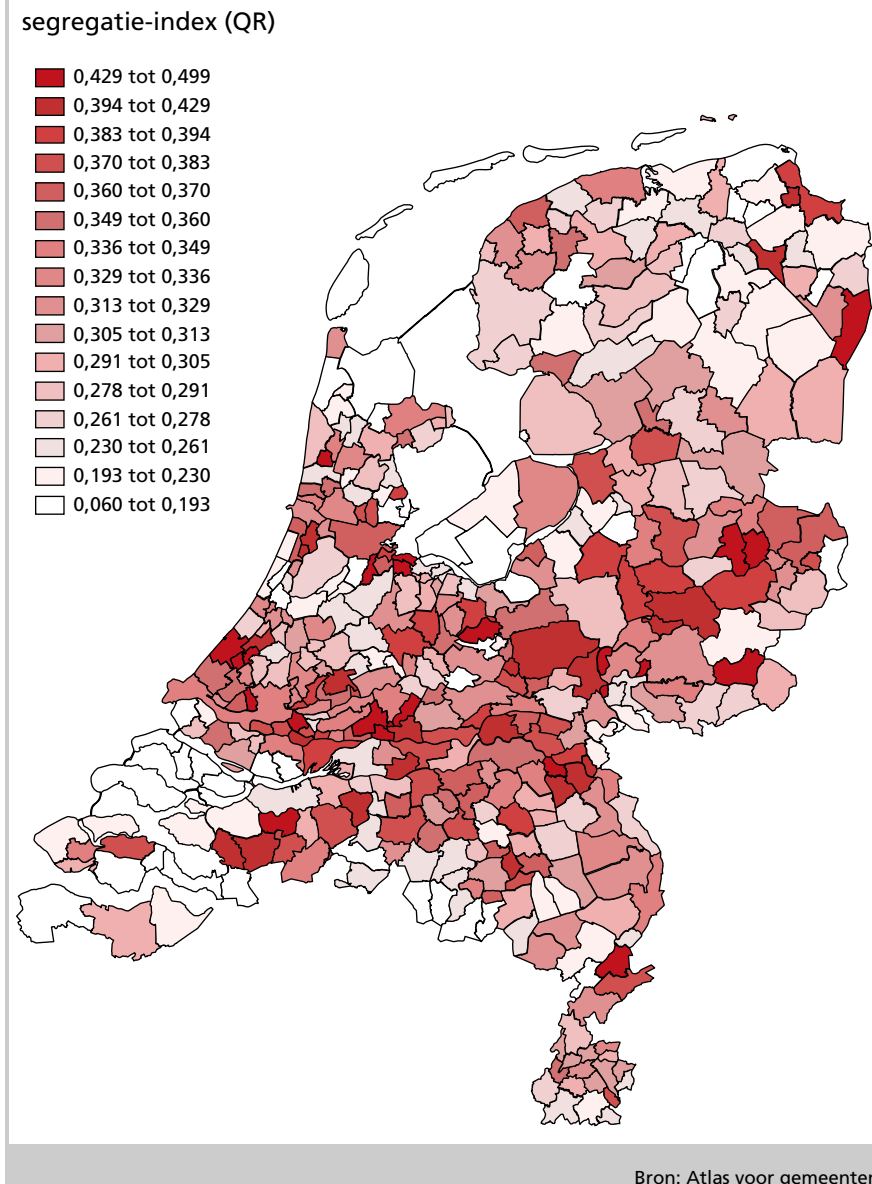 segregatie-index (QR)
0,429 tot 0,499
0,394 tot 0,429
0,383 tot 0,394
0,370 tot 0,383
0,360 tot 0,370
0,349 tot 0,360
0,336 tot 0,349
0,329 tot 0,336
0,313 tot 0,329
0,305 tot 0,313
0,291 tot 0,305
0,278 tot 0,291
0,261 tot 0,278
0,230 tot 0,261
0,193 tot 0,230
0,060 tot 0,193
Bron: Atlas voor gemeenten